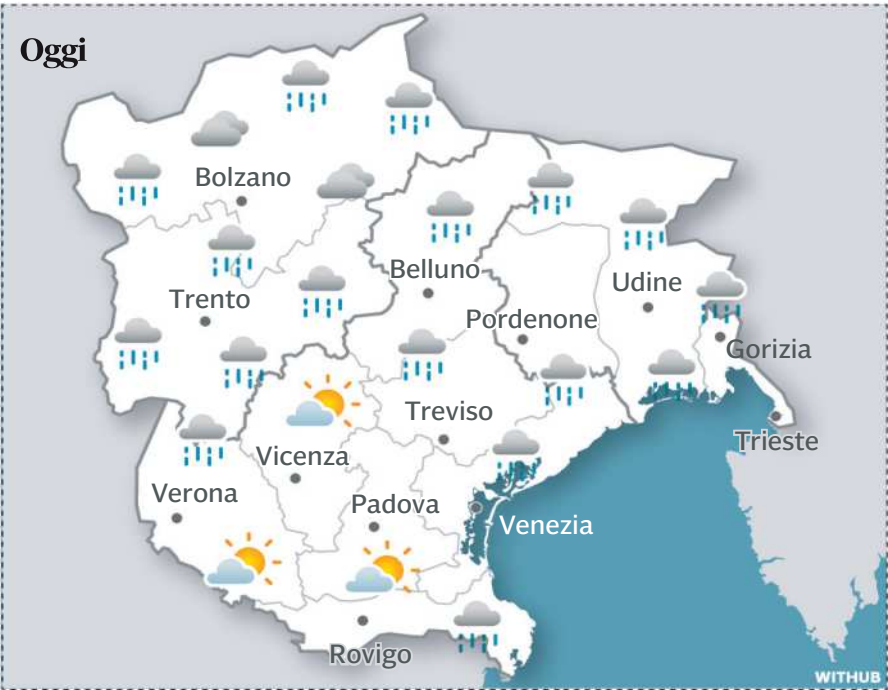 Oggi
Bolzano
Belluno
Trento
Udine
Pordenone
Gorizia
Treviso
Trieste
Vicenza
Verona
Padova
Venezia
Rovigo
WITHUB